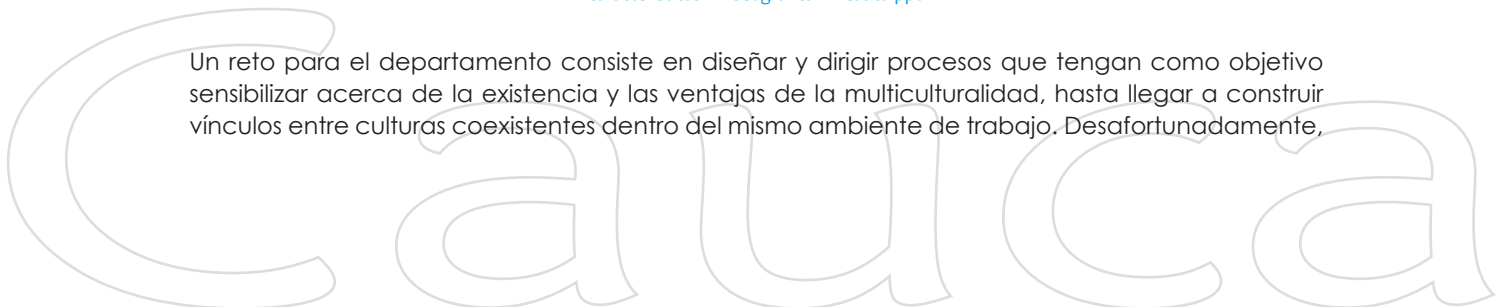 Un reto para el departamento consiste en diseñar y dirigir procesos que tengan como objetivo
sensibilizar acerca de la existencia y las ventajas de la multiculturalidad, hasta llegar a construir
vínculos entre culturas coexistentes dentro del mismo ambiente de trabajo. Desafortunadamente,
Cauca